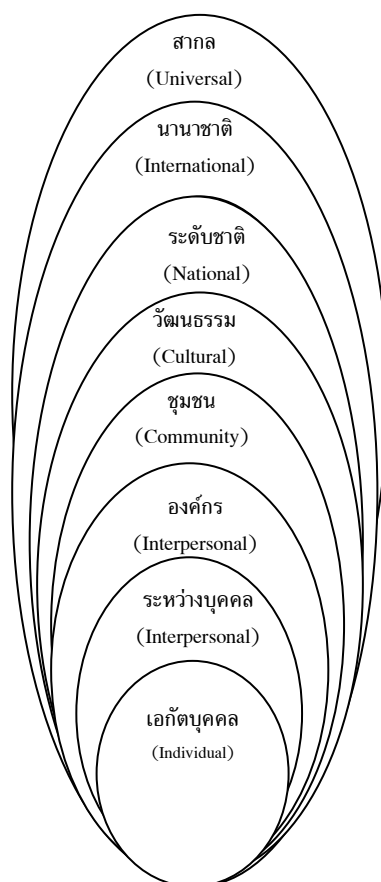 สากล
(Universal)
นานาชาติ
(International)
ระดับชาติ
(National)
วัฒนธรรม
(Cultural)
ชุมชน
(Community)
องค์กร
(Interpersonal)
ระหว่างบุคคล
(Interpersonal)
เอกัตบุคคล
(Individual)